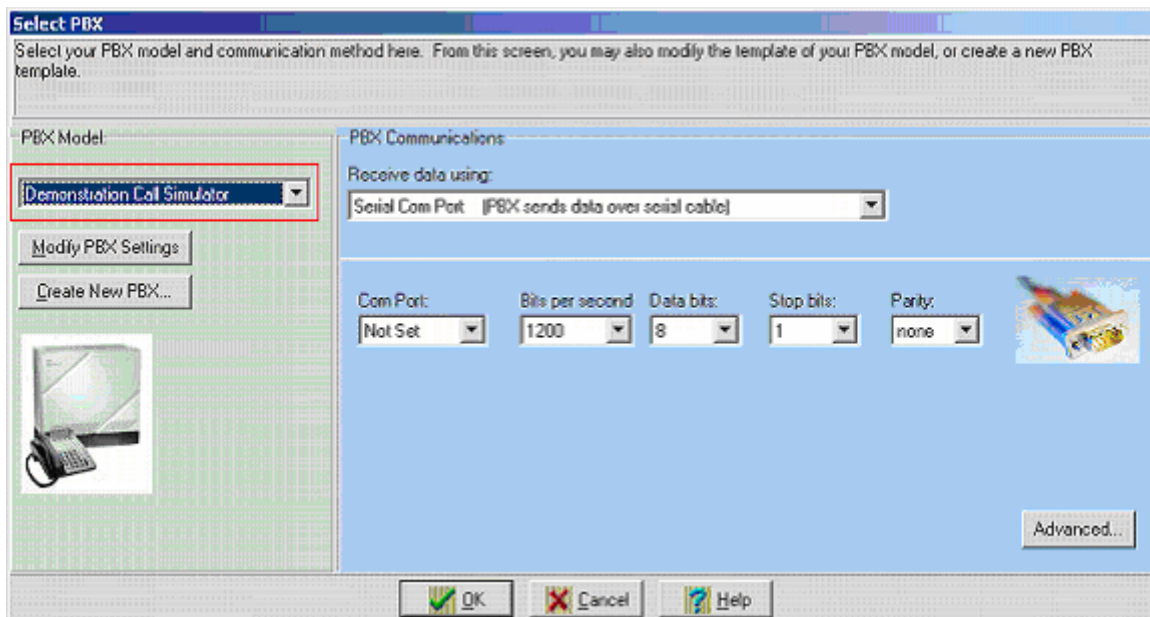 Select PBX
Select your PBX model and communication method here. From this screen, you may also modify the template of your PBX model, or create a new PBX
template.
PBX Model:
Demonstration Call Simulator
Modify PBX Settings
Create New PBX...
PBX Communications
Receive data using:
Serial Com Port (PBX sends data over serial cable)
Com Port: Bits per second Data bits: Stop bits: Parity:
Not Set 1200 8 1 none
Advanced...
OK Cancel Help